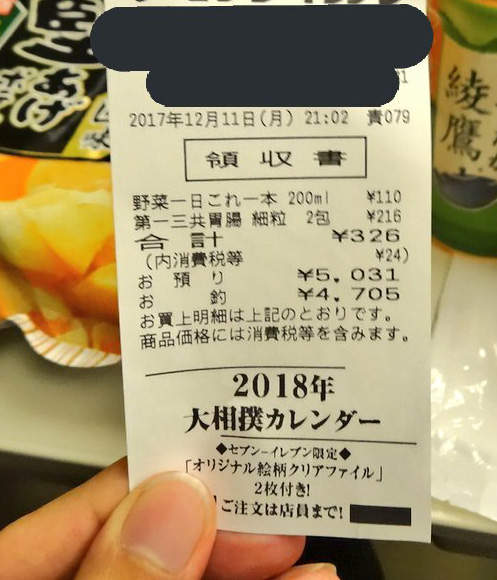 2017年12月11日(月) 21:02 責079
領収書
野菜一日これ一本 200ml ¥110
第一三共胃腸 細粒 2包 ¥216
合計 ¥326
(内消費税等 ¥24)
お預り ¥5,031
お釣 ¥4,705
お買上明細は上記のとおりです。
商品価格には消費税等を含みます。
2018年
大相撲カレンダー
◆セブン-イレブン限定◆
「オリジナル絵柄クリアファイル」
2枚付き!
ご注文は店員まで!
綾鷹
あげ